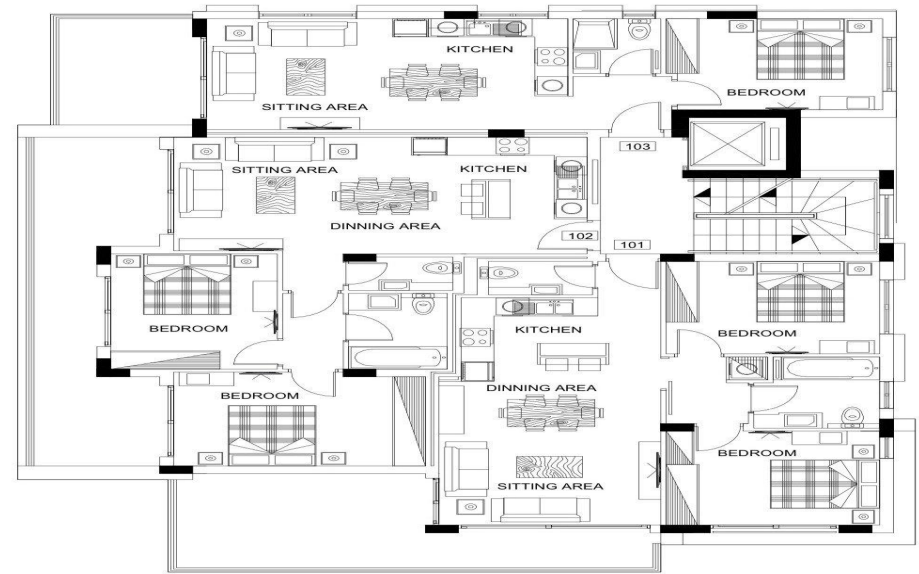 KITCHEN
BEDROOM
SITTING AREA
103
SITTING AREA
KITCHEN
DINNING AREA
102
101
BEDROOM
KITCHEN
BEDROOM
DINNING AREA
BEDROOM
BEDROOM
SITTING AREA